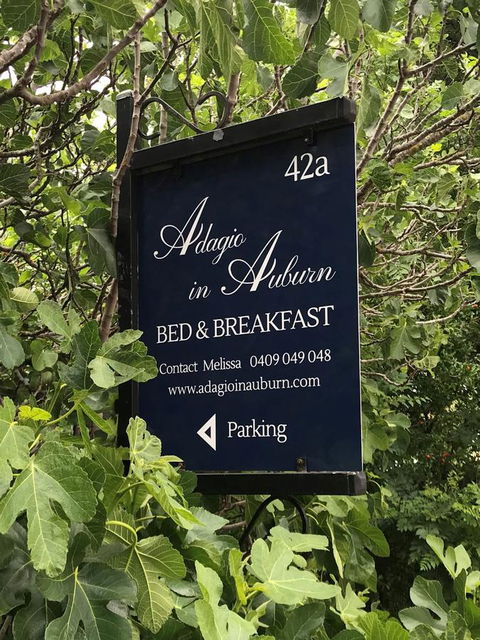 42a
Adagio
in Auburn
BED & BREAKFAST
Contact Melissa 0409 049 048
www.adagioinauburn.com
Parking